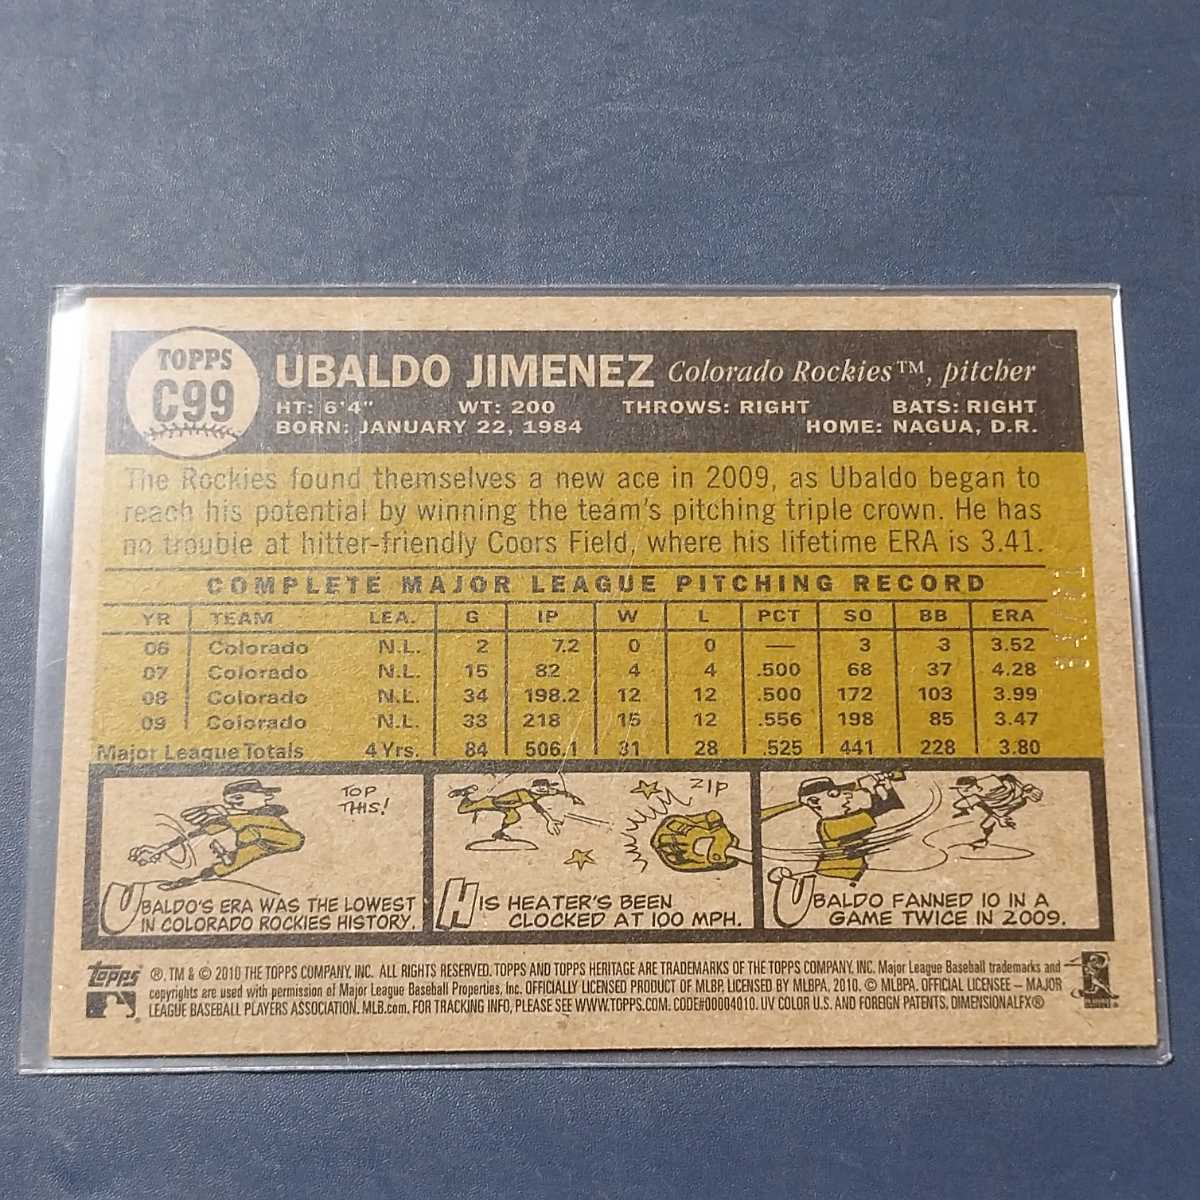 TOPPS
C99
UBALDO JIMENEZ Colorado Rockies™, pitcher
HT: 6'4" WT: 200 THROWS: RIGHT BATS: RIGHT
BORN: JANUARY 22, 1984 HOME: NAGUA, D.R.
The Rockies found themselves a new ace in 2009, as Ubaldo began to
reach his potential by winning the team's pitching triple crown. He has
no trouble at hitter-friendly Coors Field, where his lifetime ERA is 3.41.
COMPLETE MAJOR LEAGUE PITCHING RECORD
YR TEAM LEA. G IP W L PCT SO BB ERA
06 Colorado N.L. 2 7.2 0 0 — 3 3 3.52
07 Colorado N.L. 15 82 4 4 .500 68 37 4.28
08 Colorado N.L. 34 198.2 12 12 .500 172 103 3.99
09 Colorado N.L. 33 218 15 12 .556 198 85 3.47
Major League Totals 4 Yrs. 84 506.1 31 28 .525 441 228 3.80
TOP
THIS!
UBALDO'S ERA WAS THE LOWEST
IN COLORADO ROCKIES HISTORY.
ZIP
HIS HEATER'S BEEN
CLOCKED AT 100 MPH.
UBALDO FANNED 10 IN A
GAME TWICE IN 2009.
topps ®, TM & © 2010 THE TOPPS COMPANY, INC. ALL RIGHTS RESERVED. TOPPS AND TOPPS HERITAGE ARE TRADEMARKS OF THE TOPPS COMPANY, INC. Major League Baseball trademarks and
copyrights are used with permission of Major League Baseball Properties, Inc. OFFICIALLY LICENSED PRODUCT OF MLBP. LICENSED BY MLBPA, 2010. © MLBPA. OFFICIAL LICENSEE – MAJOR
LEAGUE BASEBALL PLAYERS ASSOCIATION. MLB.com. FOR TRACKING INFO, PLEASE SEE WWW.TOPPS.COM. CODE#00004010. UV COLOR U.S. AND FOREIGN PATENTS, DIMENSIONALFX®